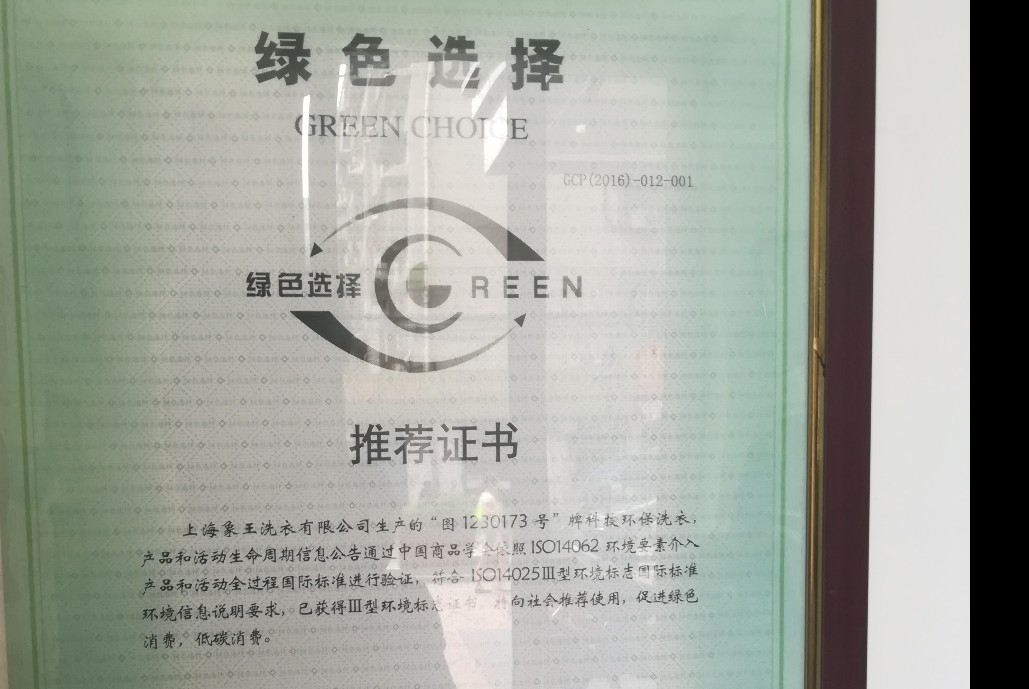 绿色选择
GREEN CHOICE
GCP(2016)-012-001
绿色选择 GREEN
推荐证书
上海象王洗衣有限公司生产的“图1230173号”牌科技环保洗衣，
产品和活动生命周期信息公告通过中国商品学会依照ISO14062环境要素介入
产品和活动全过程国际标准进行验证，符合ISO14025Ⅲ型环境标志国际标准
环境信息说明要求，已获得Ⅲ型环境标志证书，特向社会推荐使用，促进绿色
消费，低碳消费。